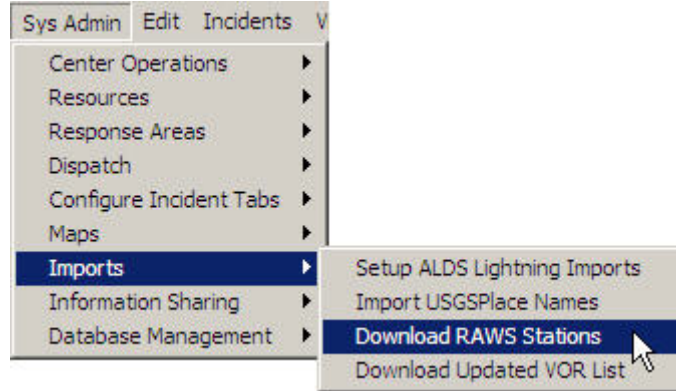 Sys Admin Edit Incidents
Center Operations
Resources
Response Areas
Dispatch
Configure Incident Tabs
Maps
Imports
Setup ALDS Lightning Imports
Information Sharing
Import USGSPlace Names
Database Management
Download RAWS Stations
Download Updated VOR List